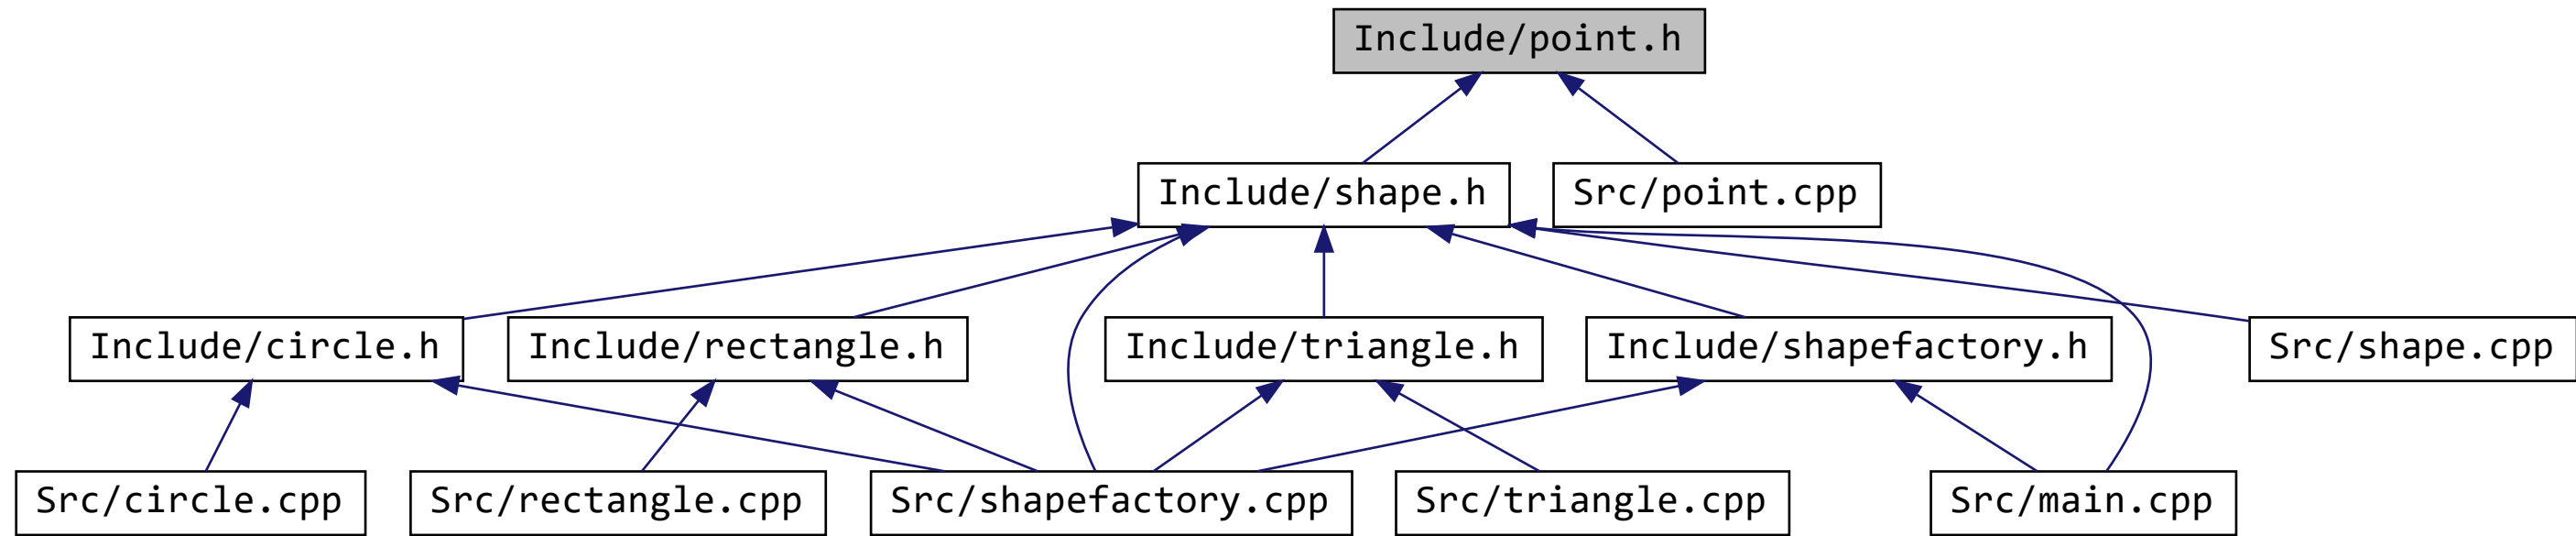 Include/point.h
Include/shape.h
Src/point.cpp
Include/circle.h
Include/rectangle.h
Include/triangle.h
Include/shapefactory.h
Src/shape.cpp
Src/circle.cpp
Src/rectangle.cpp
Src/shapefactory.cpp
Src/triangle.cpp
Src/main.cpp